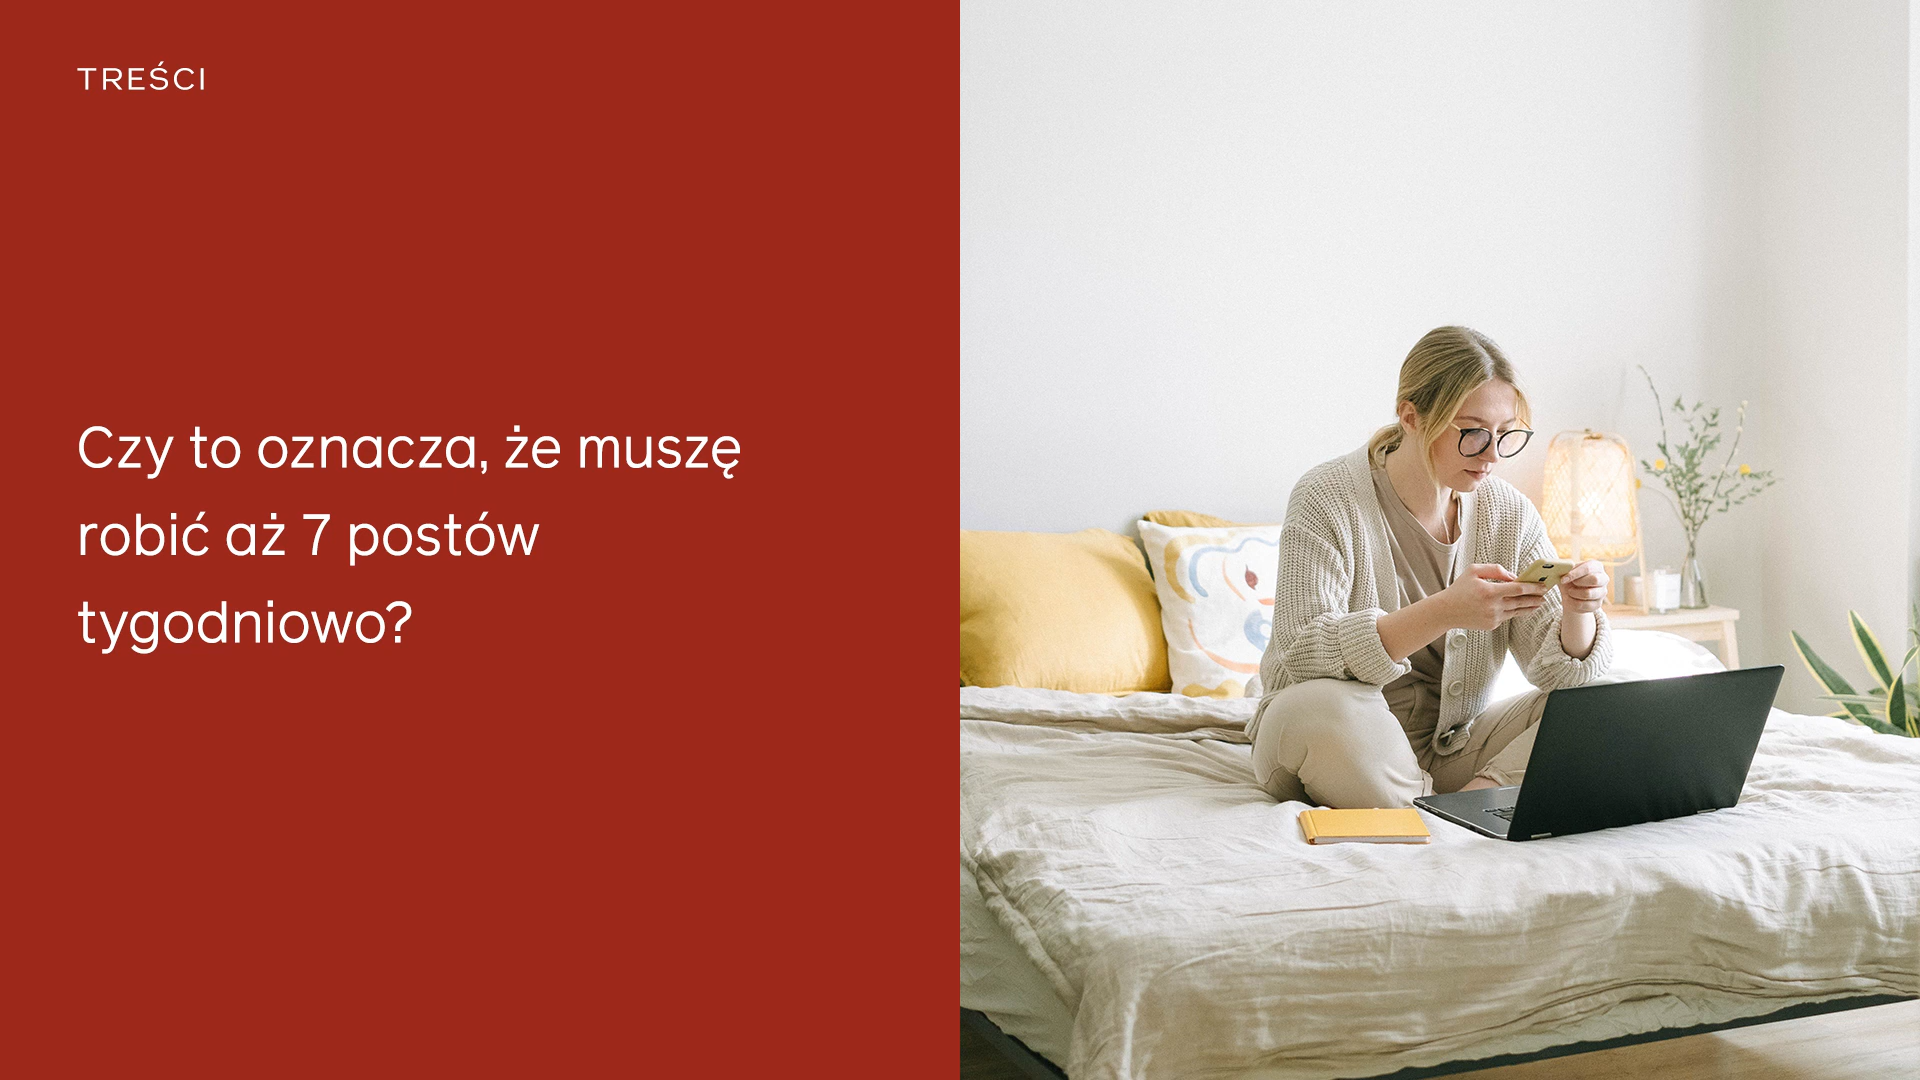 TREŚCI
Czy to oznacza, że muszę
robić aż 7 postów
tygodniowo?